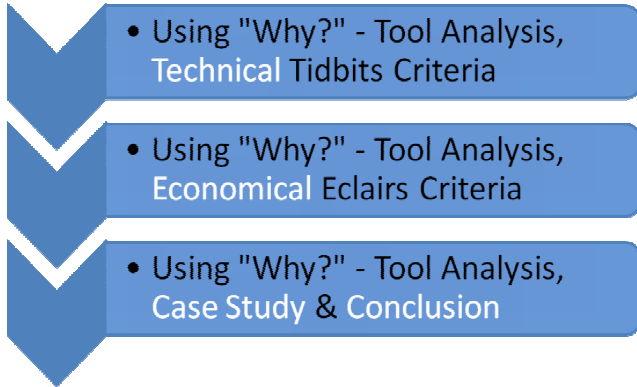 • Using "Why?" - Tool Analysis,
Technical Tidbits Criteria
• Using "Why?" - Tool Analysis,
Economical Eclairs Criteria
• Using "Why?" - Tool Analysis,
Case Study & Conclusion